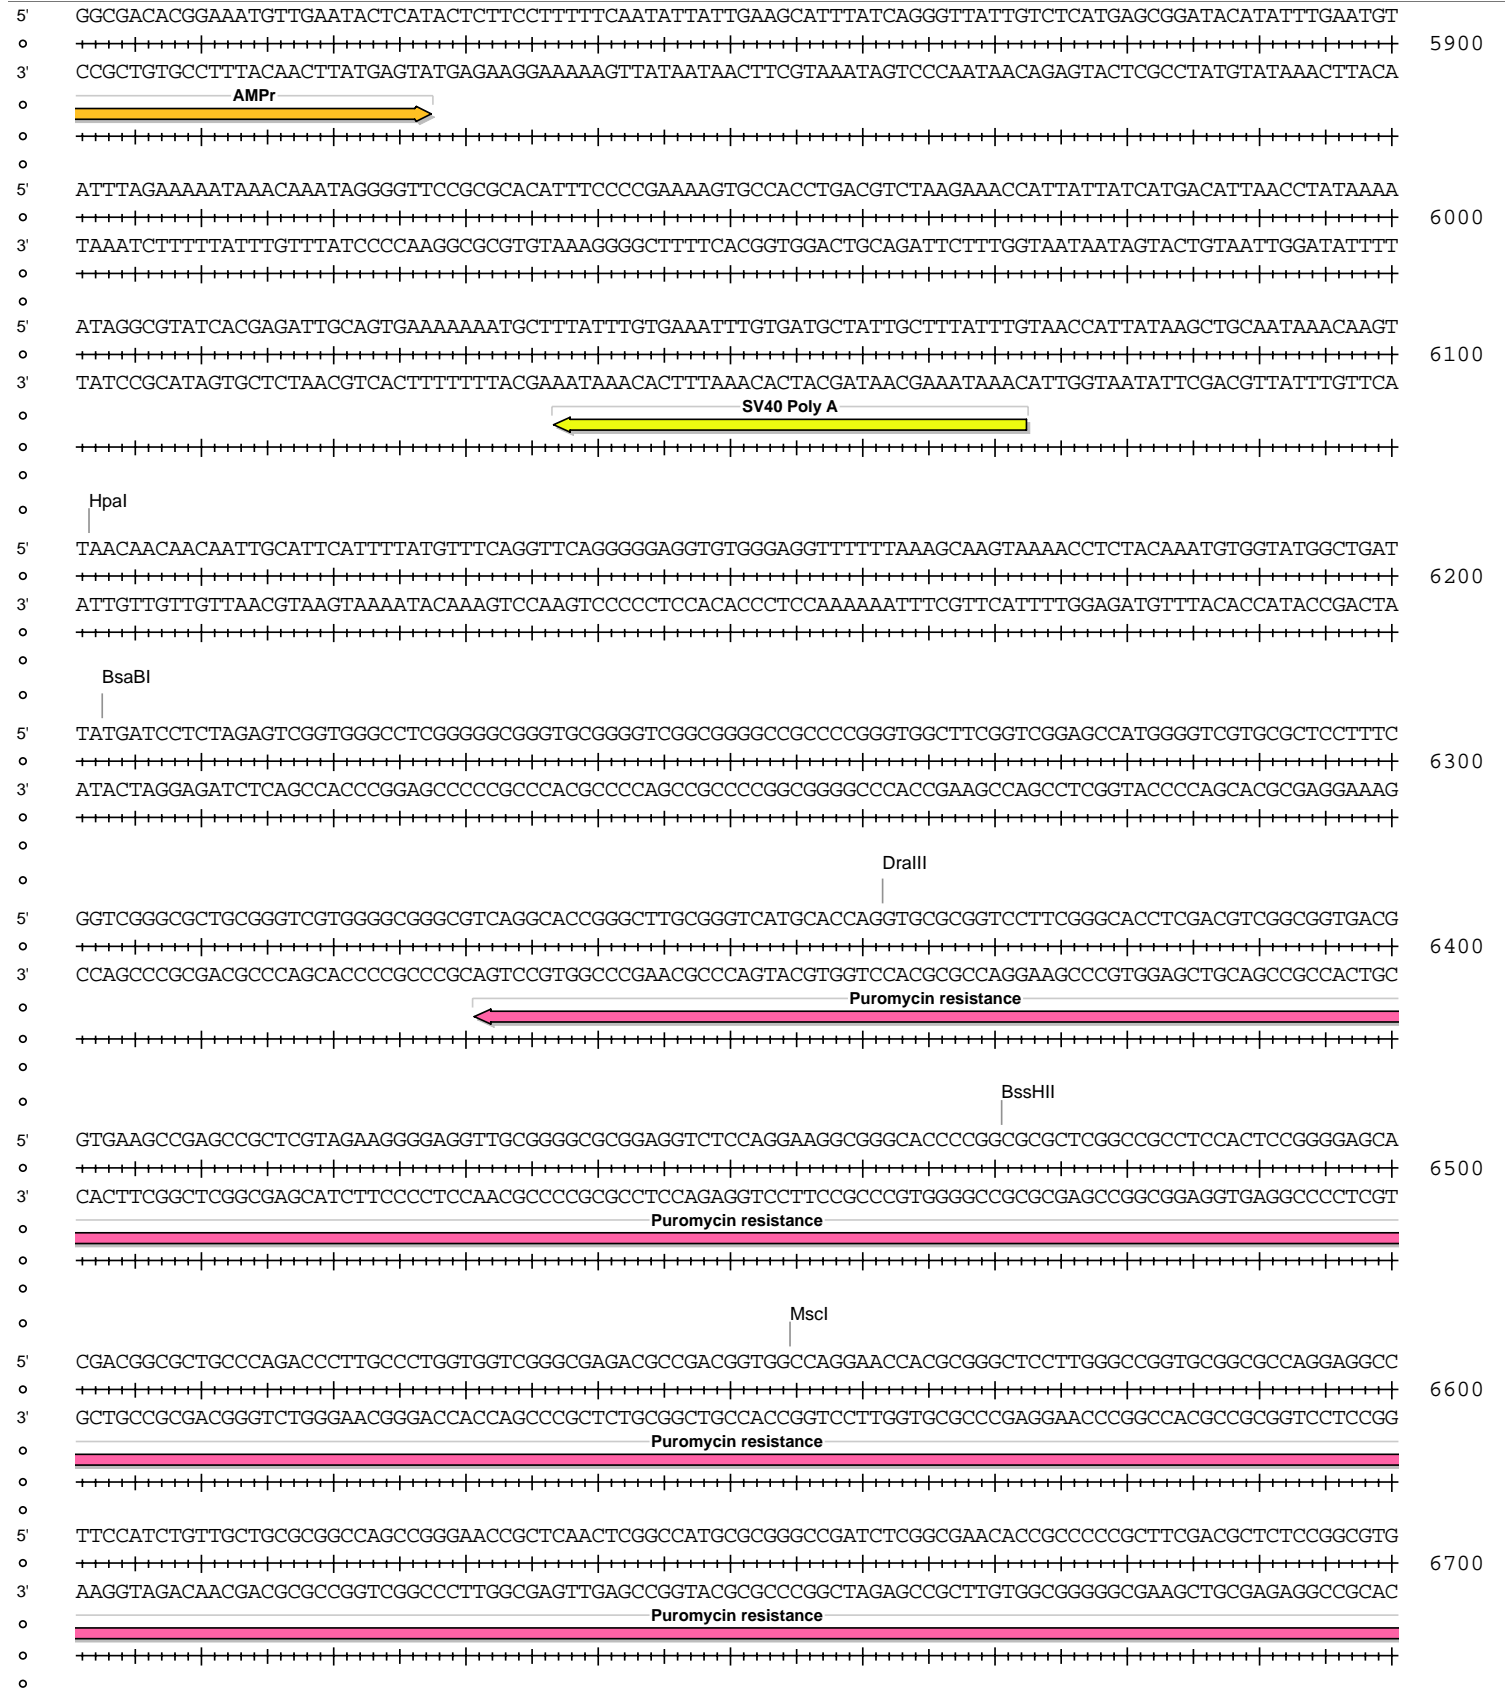 5' GGCGACACGGAAATGTTGAATACTCATACTCTTCCTTTTTCAATATTATTGAAGCATTTATCAGGGTTATTGTCTCATGAGCGGATACATATTTGAATGT
5900
3' CCGCTGTGCCTTTACAACTTATGAGTATGAGAAGGAAAAAGTTATAATAACTTCGTAAATAGTCCCAATAACAGAGTACTCGCCTATGTATAAACTTACA
AMPr
5' ATTTAGAAAAATAAACAAATAGGGGTTCCGCGCACATTTCCCCGAAAAGTGCCACCTGACGTCTAAGAAACCATTATTATCATGACATTAACCTATAAAA
6000
3' TAAATCTTTTTATTTGTTTATCCCCAAGGCGCGTGTAAAGGGGCTTTTCACGGTGGACTGCAGATTCTTTGGTAATAATAGTACTGTAATTGGATATTTT
5' ATAGGCGTATCACGAGATTGCAGTGAAAAAAATGCTTTATTTGTGAAATTTGTGATGCTATTGCTTTATTTGTAACCATTATAAGCTGCAATAAACAAGT
6100
3' TATCCGCATAGTGCTCTAACGTCACTTTTTTTACGAAATAAACACTTTAAACACTACGATAACGAAATAAACATTGGTAATATTCGACGTTATTTGTTCA
SV40 Poly A
HpaI
5' TAACAACAACAATTGCATTCATTTTATGTTTCAGGTTCAGGGGGAGGTGTGGGAGGTTTTTTAAAGCAAGTAAAACCTCTACAAATGTGGTATGGCTGAT
6200
3' ATTGTTGTTGTTAACGTAAGTAAAATACAAAGTCCAAGTCCCCCTCCACACCCTCCAAAAAATTTCGTTCATTTTGGAGATGTTTACACCATACCGACTA
BsaBI
5' TATGATCCTCTAGAGTCGGTGGGCCTCGGGGGCGGGTGCGGGGTCGGCGGGGCCGCCCCGGGTGGCTTCGGTCGGAGCCATGGGGTCGTGCGCTCCTTTC
6300
3' ATACTAGGAGATCTCAGCCACCCGGAGCCCCCGCCCACGCCCCAGCCGCCCCGGCGGGGCCCACCGAAGCCAGCCTCGGTACCCCAGCACGCGAGGAAAG
DraIII
5' GGTCGGGCGCTGCGGGTCGTGGGGCGGGCGTCAGGCACCGGGCTTGCGGGTCATGCACCAGGTGCGCGGTCCTTCGGGCACCTCGACGTCGGCGGTGACG
6400
3' CCAGCCCGCGACGCCCAGCACCCCGCCCGCAGTCCGTGGCCCGAACGCCCAGTACGTGGTCCACGCGCCAGGAAGCCCGTGGAGCTGCAGCCGCCACTGC
Puromycin resistance
BssHII
5' GTGAAGCCGAGCCGCTCGTAGAAGGGGAGGTTGCGGGGCGCGGAGGTCTCCAGGAAGGCGGGCACCCCGGCGCGCTCGGCCGCCTCCACTCCGGGGAGCA
6500
3' CACTTCGGCTCGGCGAGCATCTTCCCCTCCAACGCCCCGCGCCTCCAGAGGTCCTTCCGCCCGTGGGGCCGCGCGAGCCGGCGGAGGTGAGGCCCCTCGT
Puromycin resistance
MscI
5' CGACGGCGCTGCCCAGACCCTTGCCCTGGTGGTCGGGCGAGACGCCGACGGTGGCCAGGAACCACGCGGGCTCCTTGGGCCGGTGCGGCGCCAGGAGGCC
6600
3' GCTGCCGCGACGGGTCTGGGAACGGGACCACCAGCCCGCTCTGCGGCTGCCACCGGTCCTTGGTGCGCCCGAGGAACCCGGCCACGCCGCGGTCCTCCGG
Puromycin resistance
5' TTCCATCTGTTGCTGCGCGGCCAGCCGGGAACCGCTCAACTCGGCCATGCGCGGGCCGATCTCGGCGAACACCGCCCCCGCTTCGACGCTCTCCGGCGTG
6700
3' AAGGTAGACAACGACGCGCCGGTCGGCCCTTGGCGAGTTGAGCCGGTACGCGCCCGGCTAGAGCCGCTTGTGGCGGGGGCGAAGCTGCGAGAGGCCGCAC
Puromycin resistance